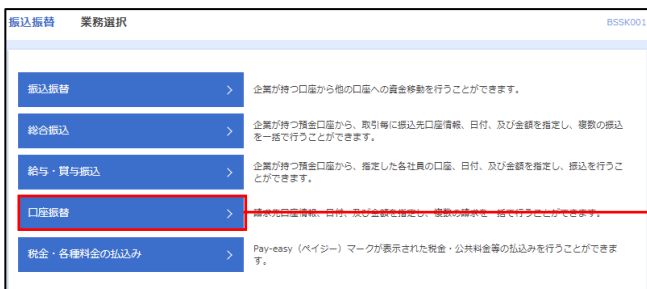 振込振替 業務選択 BSSK001
振込振替
企業が持つ口座から他の口座への資金移動を行うことができます。
総合振込
企業が持つ預金口座から、取引毎に振込先口座情報、日付、及び金額を指定し、複数の振込
を一括で行うことができます。
給与・賞与振込
企業が持つ預金口座から、指定した各社員の口座、日付、及び金額を指定し、振込を行うこ
とができます。
口座振替
請求先口座情報、日付、及び金額を指定し、複数の請求を一括で行うことができます。
税金・各種料金の払込み
Pay-easy（ペイジー）マークが表示された税金・公共料金等の払込みを行うことができま
す。